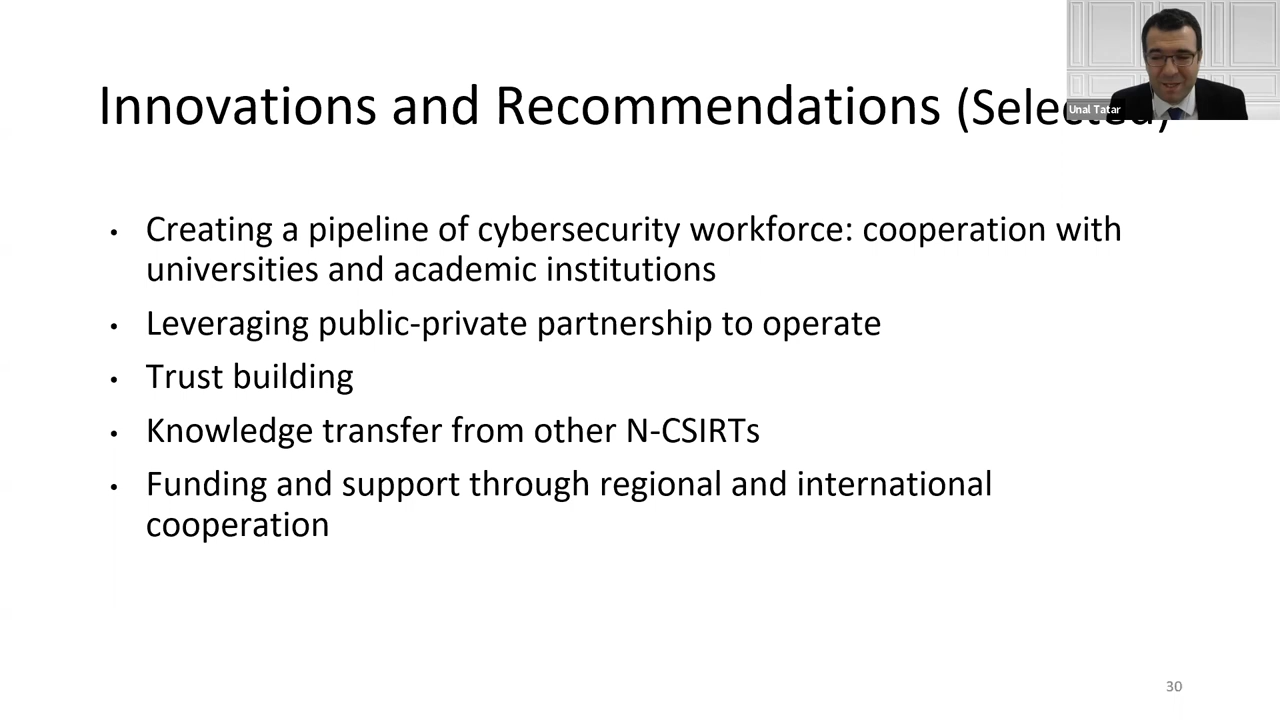 Innovations and Recommendations (Selected)
Unal Tatar
• Creating a pipeline of cybersecurity workforce: cooperation with
universities and academic institutions
• Leveraging public-private partnership to operate
• Trust building
• Knowledge transfer from other N-CSIRTs
• Funding and support through regional and international
cooperation
30